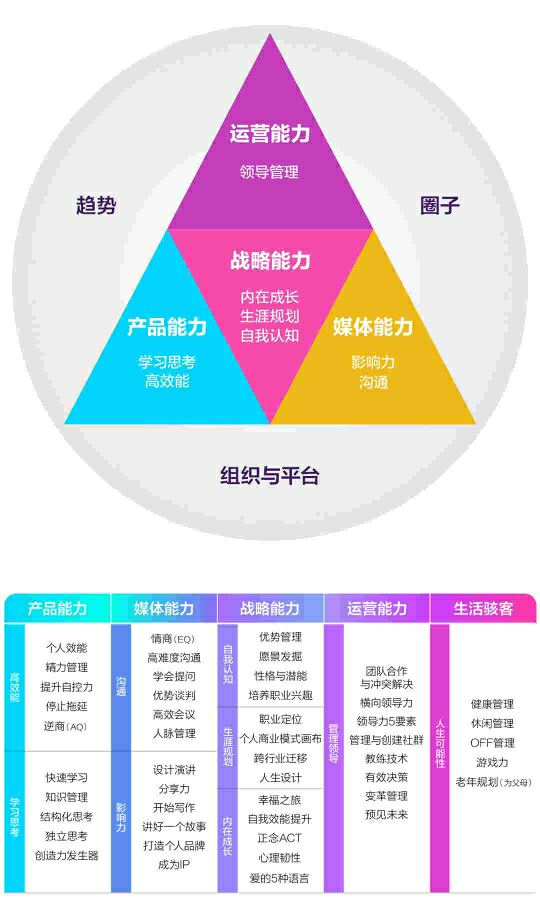 运营能力
领导管理
趋势
圈子
战略能力
内在成长
生涯规划
自我认知
产品能力
学习思考
高效能
媒体能力
影响力
沟通
组织与平台
产品能力
媒体能力
战略能力
运营能力
生活骇客
高效能
个人效能
精力管理
提升自控力
停止拖延
逆商(AQ)
学习思考
快速学习
知识管理
结构化思考
独立思考
创造力发生器
沟通
情商(EQ)
高难度沟通
学会提问
优势谈判
高效会议
人脉管理
影响力
设计演讲
分享力
开始写作
讲好一个故事
打造个人品牌
成为IP
自我认知
优势管理
愿景发掘
性格与潜能
培养职业兴趣
生涯规划
职业定位
个人商业模式画布
跨行业迁移
人生设计
内在成长
幸福之旅
自我效能提升
正念ACT
心理韧性
爱的5种语言
管理领导
团队合作
与冲突解决
横向领导力
领导力5要素
管理与创建社群
教练技术
有效决策
变革管理
预见未来
人生可能性
健康管理
休闲管理
OFF管理
游戏力
老年规划(为父母)